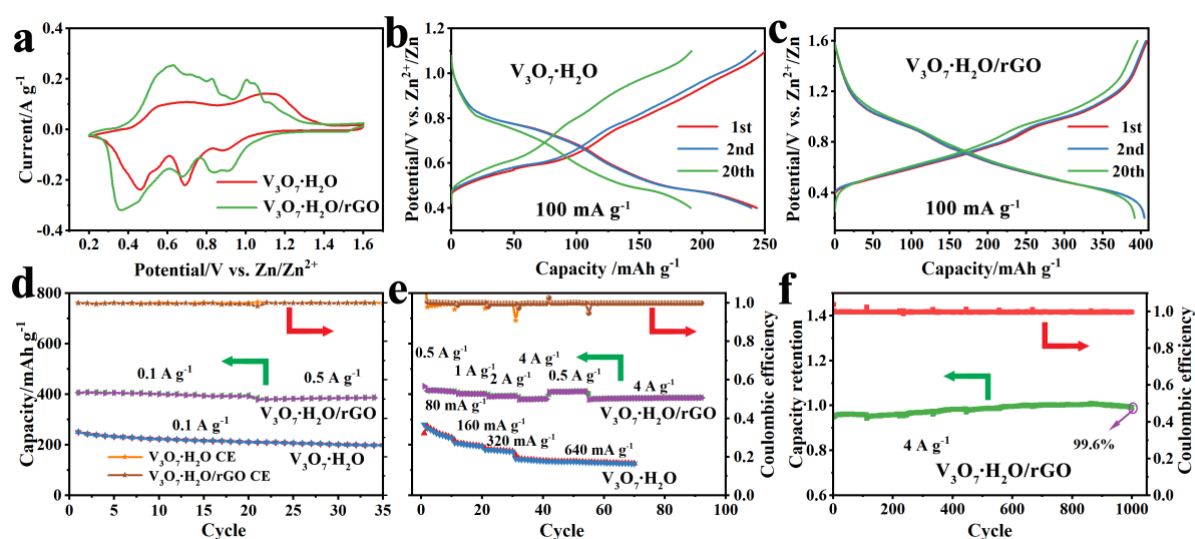 a
0.4
0.2
0.0
-0.2
-0.4
Current/A g⁻¹
0.2 0.4 0.6 0.8 1.0 1.2 1.4 1.6
Potential/V vs. Zn/Zn²⁺
V₃O₇·H₂O
V₃O₇·H₂O/rGO
b
1.2
1.0
0.8
0.6
0.4
Potential/V vs. Zn²⁺/Zn
V₃O₇·H₂O
1st
2nd
20th
100 mA g⁻¹
0 50 100 150 200 250
Capacity /mAh g⁻¹
c
1.6
1.2
0.8
0.4
Potential/V vs. Zn²⁺/Zn
V₃O₇·H₂O/rGO
1st
2nd
20th
100 mA g⁻¹
0 50 100 150 200 250 300 350 400
Capacity/mAh g⁻¹
d
800
600
400
200
0
Capacity/mAh g⁻¹
0.1 A g⁻¹
0.5 A g⁻¹
V₃O₇·H₂O/rGO
0.1 A g⁻¹
V₃O₇·H₂O
V₃O₇·H₂O CE
V₃O₇·H₂O/rGO CE
0 5 10 15 20 25 30 35
Cycle
e
0.5 A g⁻¹
1 A g⁻¹
2 A g⁻¹
4 A g⁻¹
0.5 A g⁻¹
4 A g⁻¹
V₃O₇·H₂O/rGO
80 mA g⁻¹
160 mA g⁻¹
320 mA g⁻¹
640 mA g⁻¹
V₃O₇·H₂O
0 20 40 60 80 100
Cycle
1.0
0.8
0.6
0.4
0.2
0.0
Coulombic efficiency
f
1.4
1.2
1.0
0.8
0.6
Capacity retention
4 A g⁻¹
99.6%
V₃O₇·H₂O/rGO
0 200 400 600 800 1000
Cycle
1.0
0.8
0.6
0.4
0.2
0.0
Coulombic efficiency